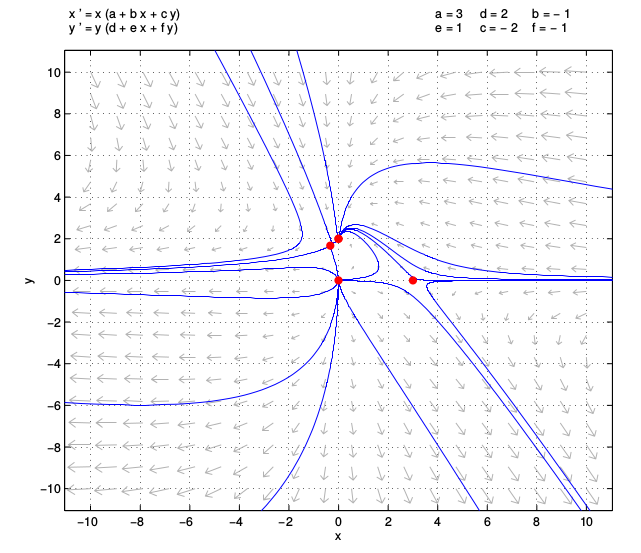 x ' = x (a + b x + c y)
y ' = y (d + e x + f y)
a = 3 d = 2 b = − 1
e = 1 c = − 2 f = − 1
10
8
6
4
2
0
−2
−4
−6
−8
−10
y
−10 −8 −6 −4 −2 0 2 4 6 8 10
x